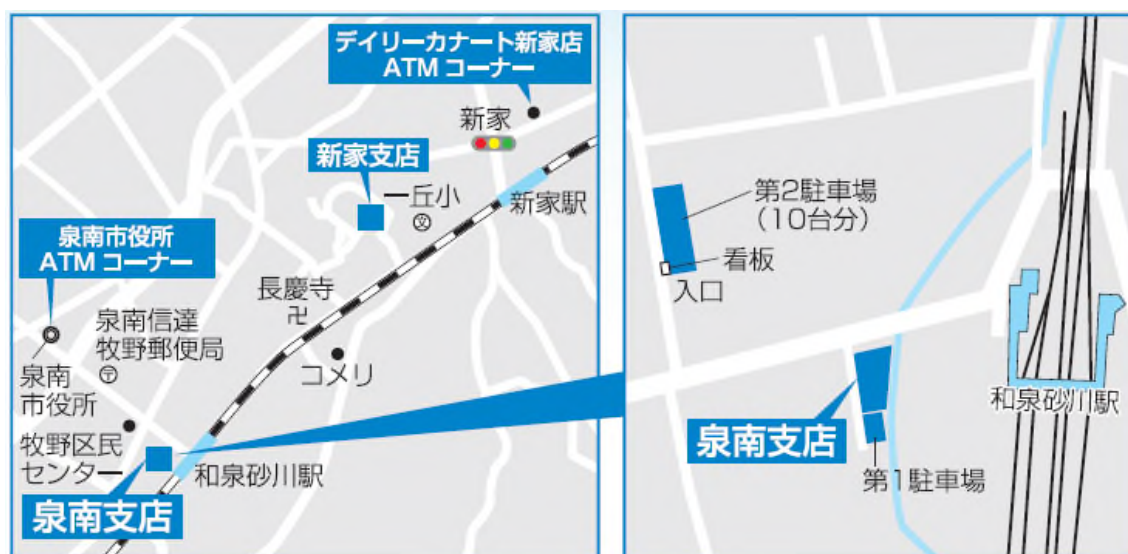 デイリーカナート新家店
ATM コーナー
新家
新家支店
一丘小
文
新家駅
泉南市役所
ATM コーナー
長慶寺
卍
泉南信達
牧野郵便局
〒
コメリ
泉南
市役所
牧野区民
センター
和泉砂川駅
泉南支店
第2駐車場
（10台分）
看板
入口
和泉砂川駅
泉南支店
第1駐車場